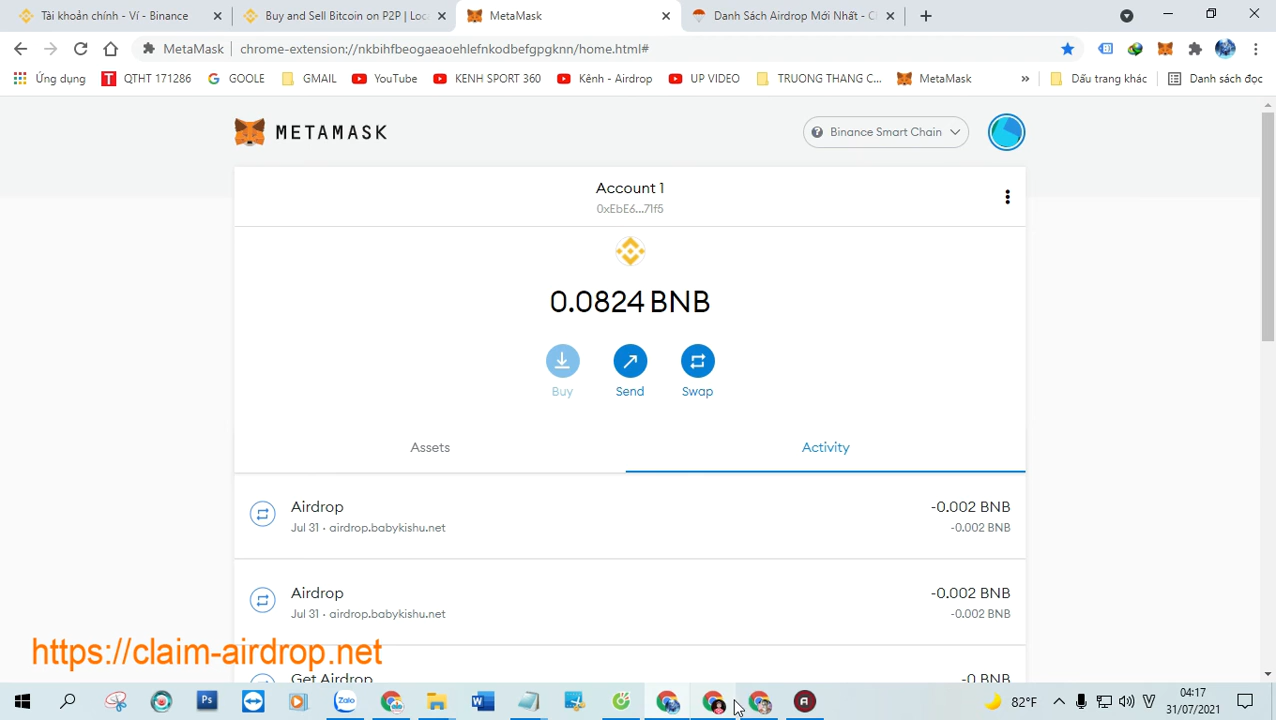 Tài khoản chính - Ví - Binance
Buy and Sell Bitcoin on P2P | Loc
MetaMask
Danh Sách Airdrop Mới Nhất - C
MetaMask
chrome-extension://nkbihfbeogaeaoehlefnkodbefgpgknn/home.html#
Ứng dụng
QTHT 171286
GOOLE
GMAIL
YouTube
KENH SPORT 360
Kênh - Airdrop
UP VIDEO
TRUONG THANG C...
MetaMask
»
Dấu trang khác
Danh sách đọc
METAMASK
Binance Smart Chain
Account 1
0xEbE6...71f5
0.0824 BNB
Buy
Send
Swap
Assets
Activity
Airdrop
-0.002 BNB
Jul 31 · airdrop.babykishu.net
-0.002 BNB
Airdrop
-0.002 BNB
Jul 31 · airdrop.babykishu.net
-0.002 BNB
https://claim-airdrop.net
Get Airdrop
-0 BNB
Ps
Zalo
W
A
82°F
V
04:17
31/07/2021